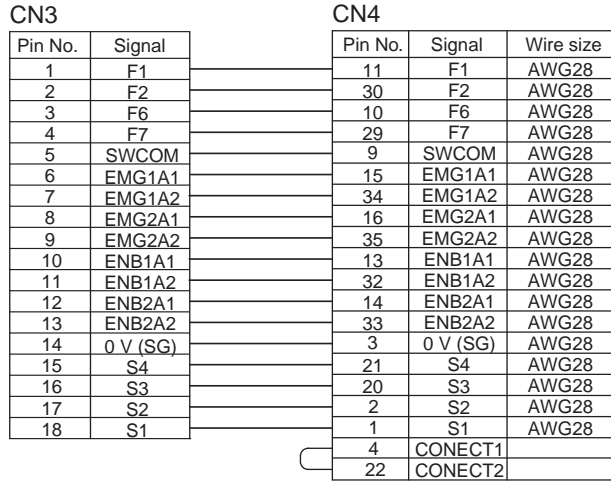 CN3 CN4
Pin No. Signal Pin No. Signal Wire size
1 F1 11 F1 AWG28
2 F2 30 F2 AWG28
3 F6 10 F6 AWG28
4 F7 29 F7 AWG28
5 SWCOM 9 SWCOM AWG28
6 EMG1A1 15 EMG1A1 AWG28
7 EMG1A2 34 EMG1A2 AWG28
8 EMG2A1 16 EMG2A1 AWG28
9 EMG2A2 35 EMG2A2 AWG28
10 ENB1A1 13 ENB1A1 AWG28
11 ENB1A2 32 ENB1A2 AWG28
12 ENB2A1 14 ENB2A1 AWG28
13 ENB2A2 33 ENB2A2 AWG28
14 0 V (SG) 3 0 V (SG) AWG28
15 S4 21 S4 AWG28
16 S3 20 S3 AWG28
17 S2 2 S2 AWG28
18 S1 1 S1 AWG28
4 CONECT1
22 CONECT2